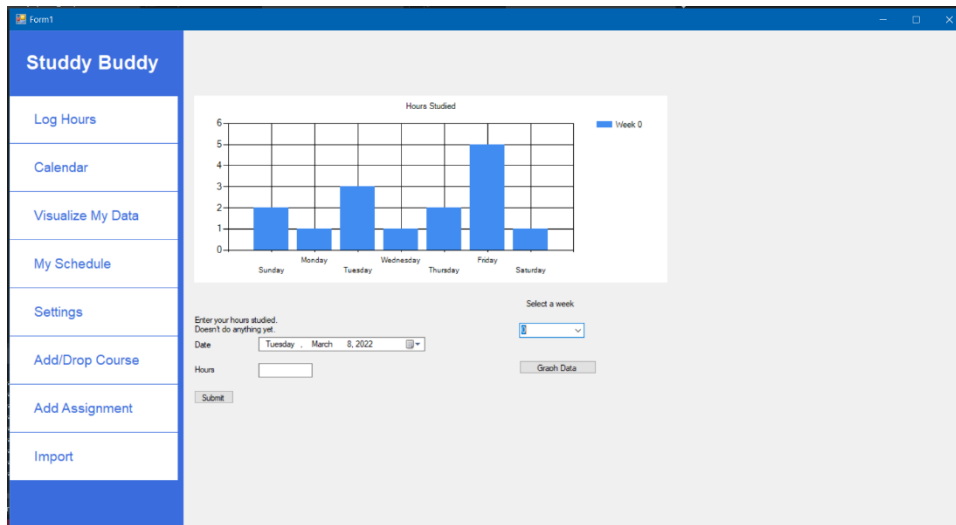 Form1
Studdy Buddy
Log Hours
Calendar
Visualize My Data
My Schedule
Settings
Add/Drop Course
Add Assignment
Import
Hours Studied
Week 0
6
5
4
3
2
1
0
Sunday
Monday
Tuesday
Wednesday
Thursday
Friday
Saturday
Select a week
0
Graph Data
Enter your hours studied.
Doesn't do anything yet.
Date Tuesday , March 8, 2022
Hours
Submit